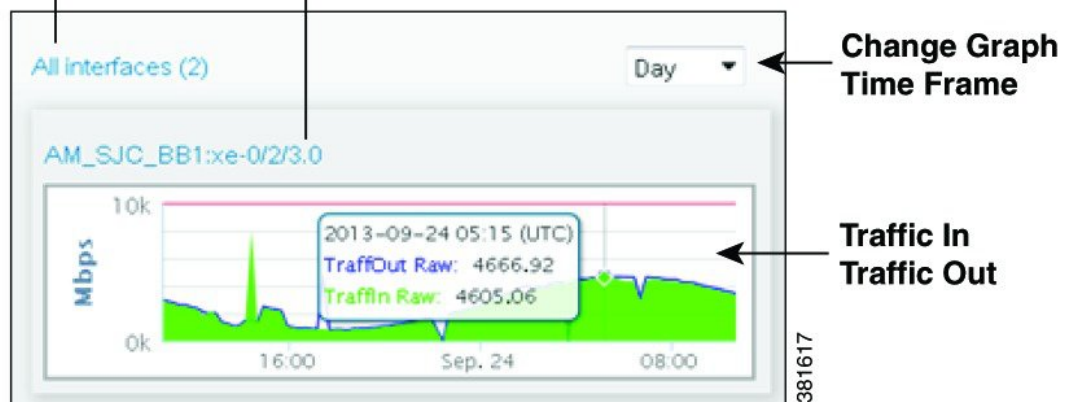 All interfaces (2)
Day
Change Graph
Time Frame
AM_SJC_BB1:xe-0/2/3.0
10k
Mbps
0k
2013-09-24 05:15 (UTC)
TraffOut Raw: 4666.92
TraffIn Raw: 4605.06
16:00
Sep. 24
08:00
Traffic In
Traffic Out
381617